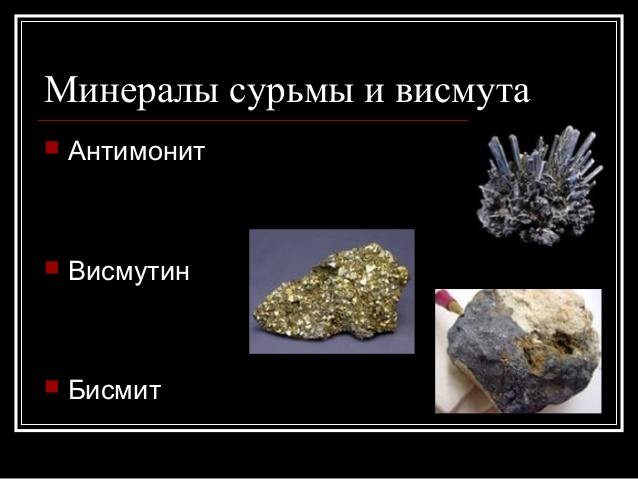 Минералы сурьмы и висмута
Антимонит
Висмутин
Бисмит